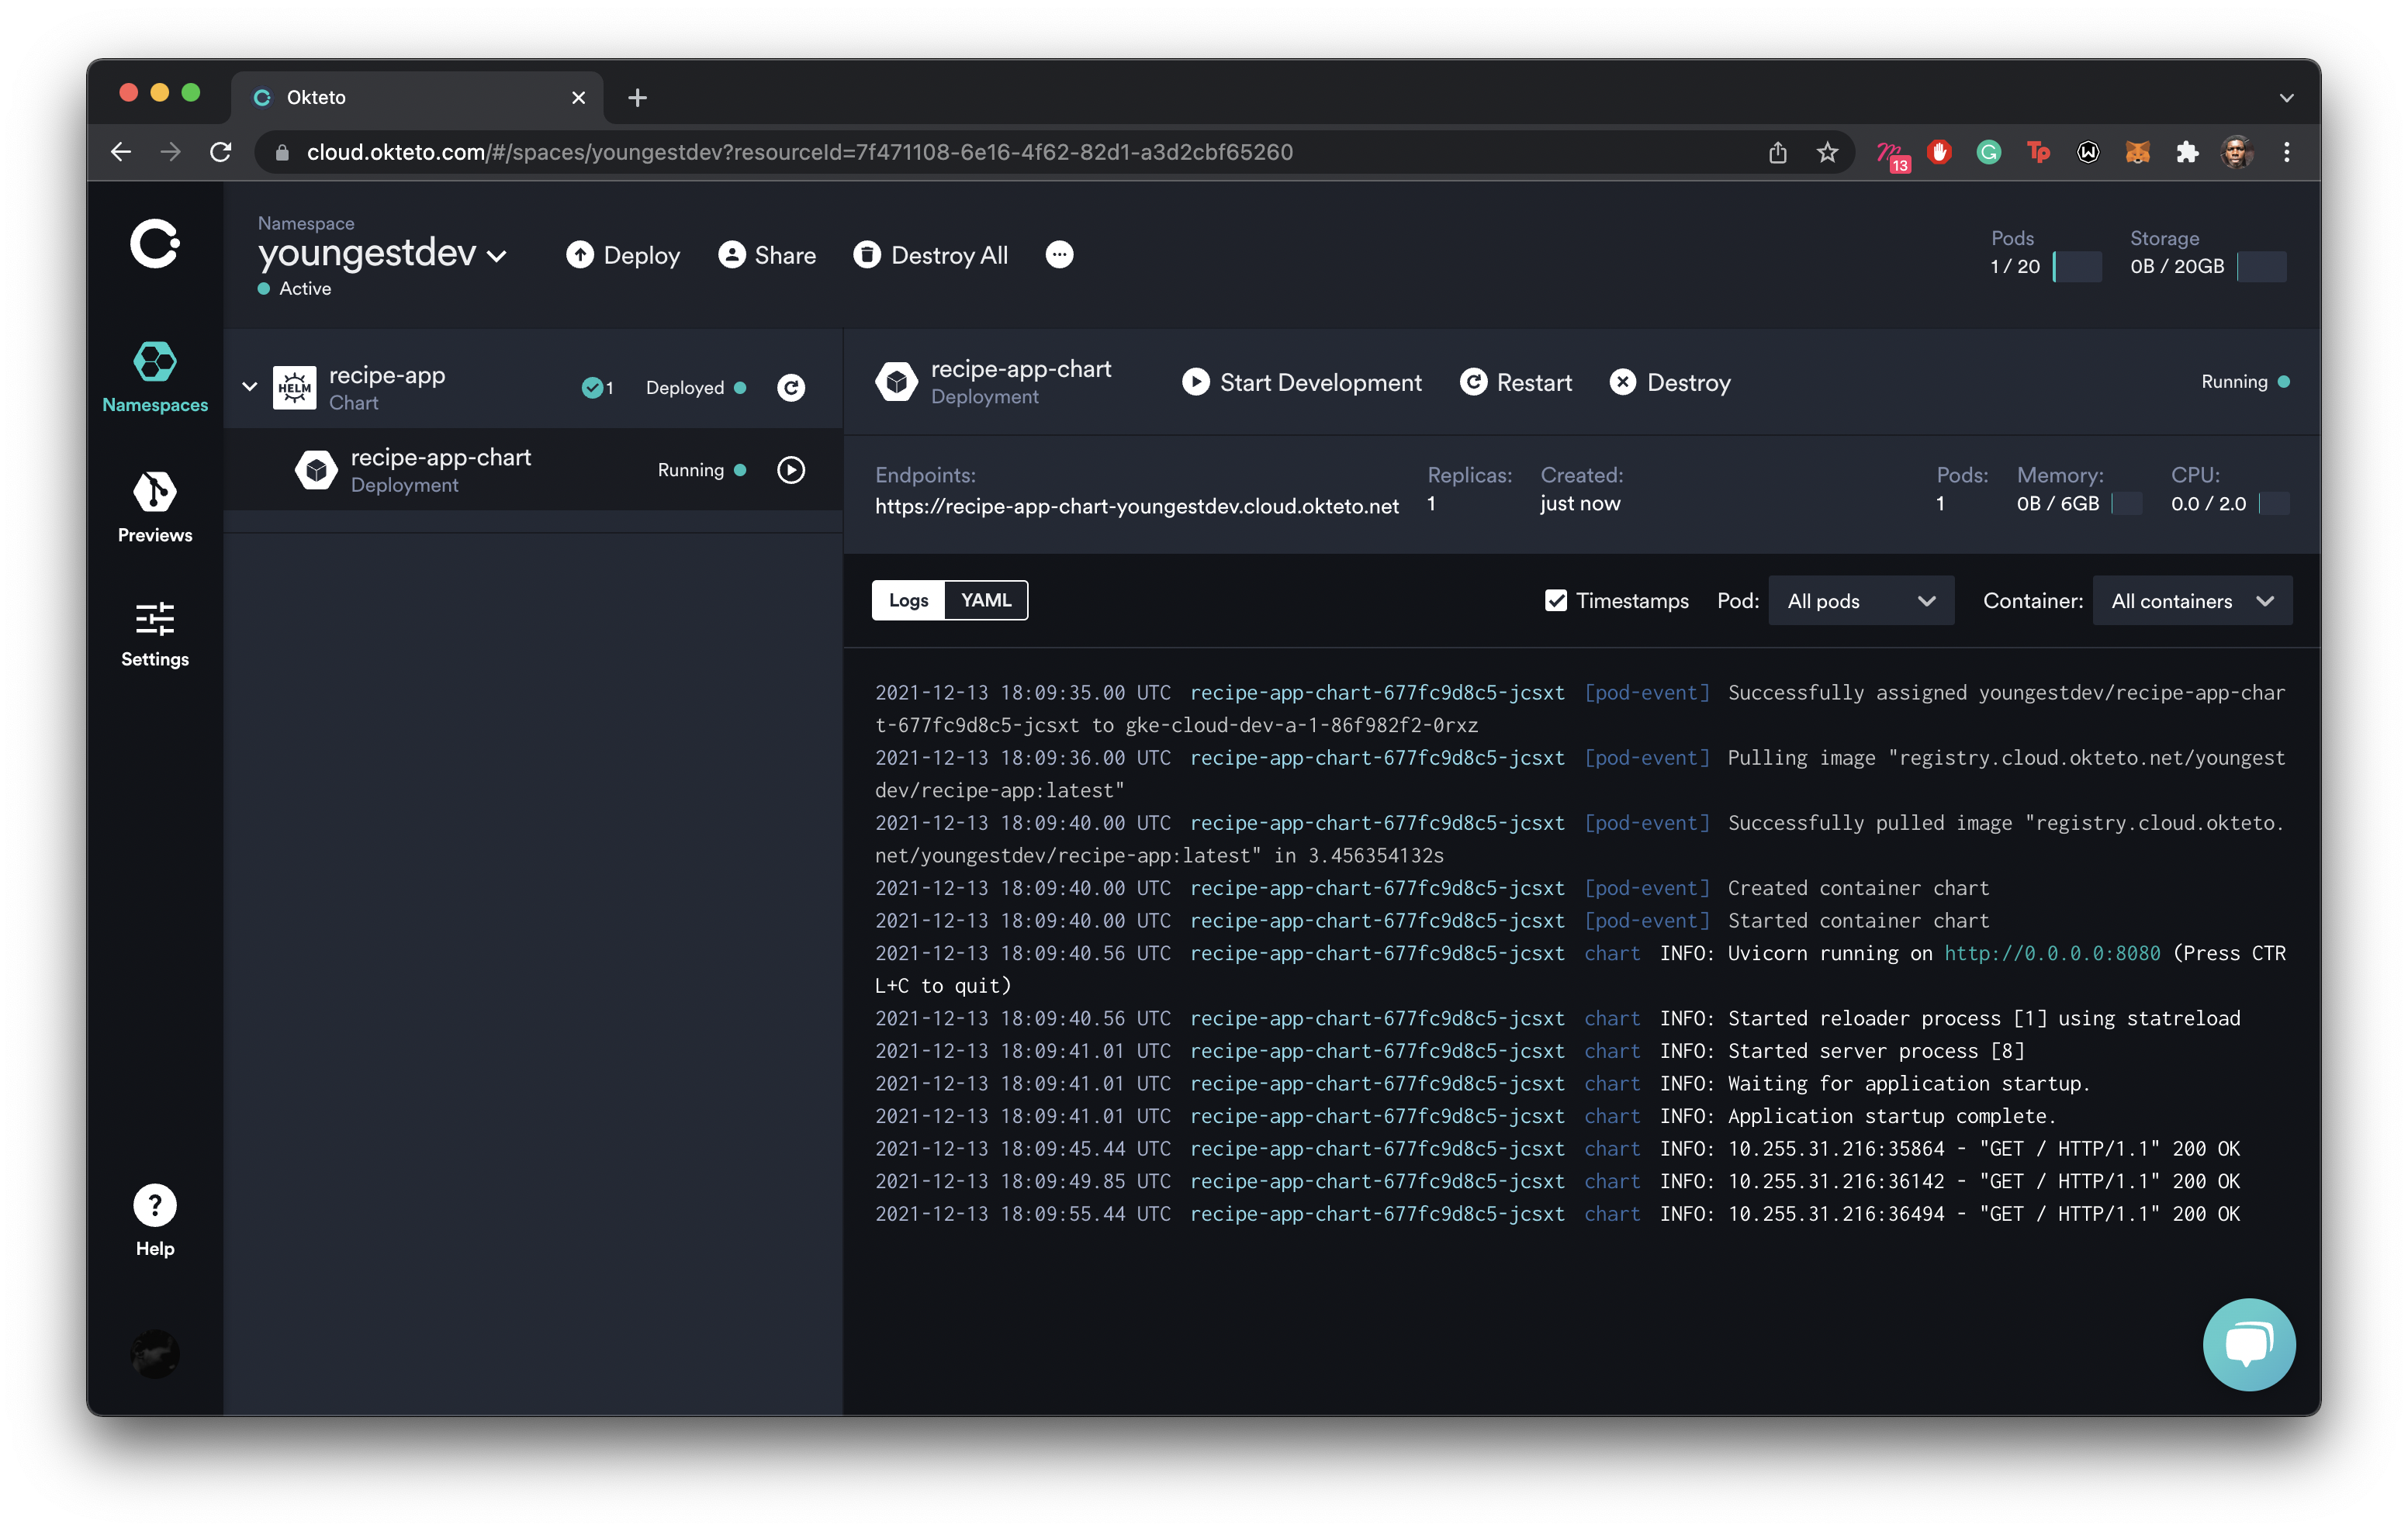 Okteto
cloud.okteto.com/#/spaces/youngestdev?resourceId=7f471108-6e16-4f62-82d1-a3d2cbf65260
13
Tp
Namespace
youngestdev
Active
Deploy
Share
Destroy All
Pods
1 / 20
Storage
0B / 20GB
Namespaces
Previews
Settings
Help
HELM
recipe-app
Chart
1
Deployed
recipe-app-chart
Deployment
Running
recipe-app-chart
Deployment
Start Development
Restart
Destroy
Running
Endpoints:
https://recipe-app-chart-youngestdev.cloud.okteto.net
Replicas:
1
Created:
just now
Pods:
1
Memory:
0B / 6GB
CPU:
0.0 / 2.0
Logs
YAML
Timestamps
Pod:
All pods
Container:
All containers
2021-12-13 18:09:35.00 UTC recipe-app-chart-677fc9d8c5-jcsxt [pod-event] Successfully assigned youngestdev/recipe-app-char
t-677fc9d8c5-jcsxt to gke-cloud-dev-a-1-86f982f2-0rxz
2021-12-13 18:09:36.00 UTC recipe-app-chart-677fc9d8c5-jcsxt [pod-event] Pulling image "registry.cloud.okteto.net/youngest
dev/recipe-app:latest"
2021-12-13 18:09:40.00 UTC recipe-app-chart-677fc9d8c5-jcsxt [pod-event] Successfully pulled image "registry.cloud.okteto.
net/youngestdev/recipe-app:latest" in 3.456354132s
2021-12-13 18:09:40.00 UTC recipe-app-chart-677fc9d8c5-jcsxt [pod-event] Created container chart
2021-12-13 18:09:40.00 UTC recipe-app-chart-677fc9d8c5-jcsxt [pod-event] Started container chart
2021-12-13 18:09:40.56 UTC recipe-app-chart-677fc9d8c5-jcsxt chart INFO: Uvicorn running on http://0.0.0.0:8080 (Press CTR
L+C to quit)
2021-12-13 18:09:40.56 UTC recipe-app-chart-677fc9d8c5-jcsxt chart INFO: Started reloader process [1] using statreload
2021-12-13 18:09:41.01 UTC recipe-app-chart-677fc9d8c5-jcsxt chart INFO: Started server process [8]
2021-12-13 18:09:41.01 UTC recipe-app-chart-677fc9d8c5-jcsxt chart INFO: Waiting for application startup.
2021-12-13 18:09:41.01 UTC recipe-app-chart-677fc9d8c5-jcsxt chart INFO: Application startup complete.
2021-12-13 18:09:45.44 UTC recipe-app-chart-677fc9d8c5-jcsxt chart INFO: 10.255.31.216:35864 - "GET / HTTP/1.1" 200 OK
2021-12-13 18:09:49.85 UTC recipe-app-chart-677fc9d8c5-jcsxt chart INFO: 10.255.31.216:36142 - "GET / HTTP/1.1" 200 OK
2021-12-13 18:09:55.44 UTC recipe-app-chart-677fc9d8c5-jcsxt chart INFO: 10.255.31.216:36494 - "GET / HTTP/1.1" 200 OK